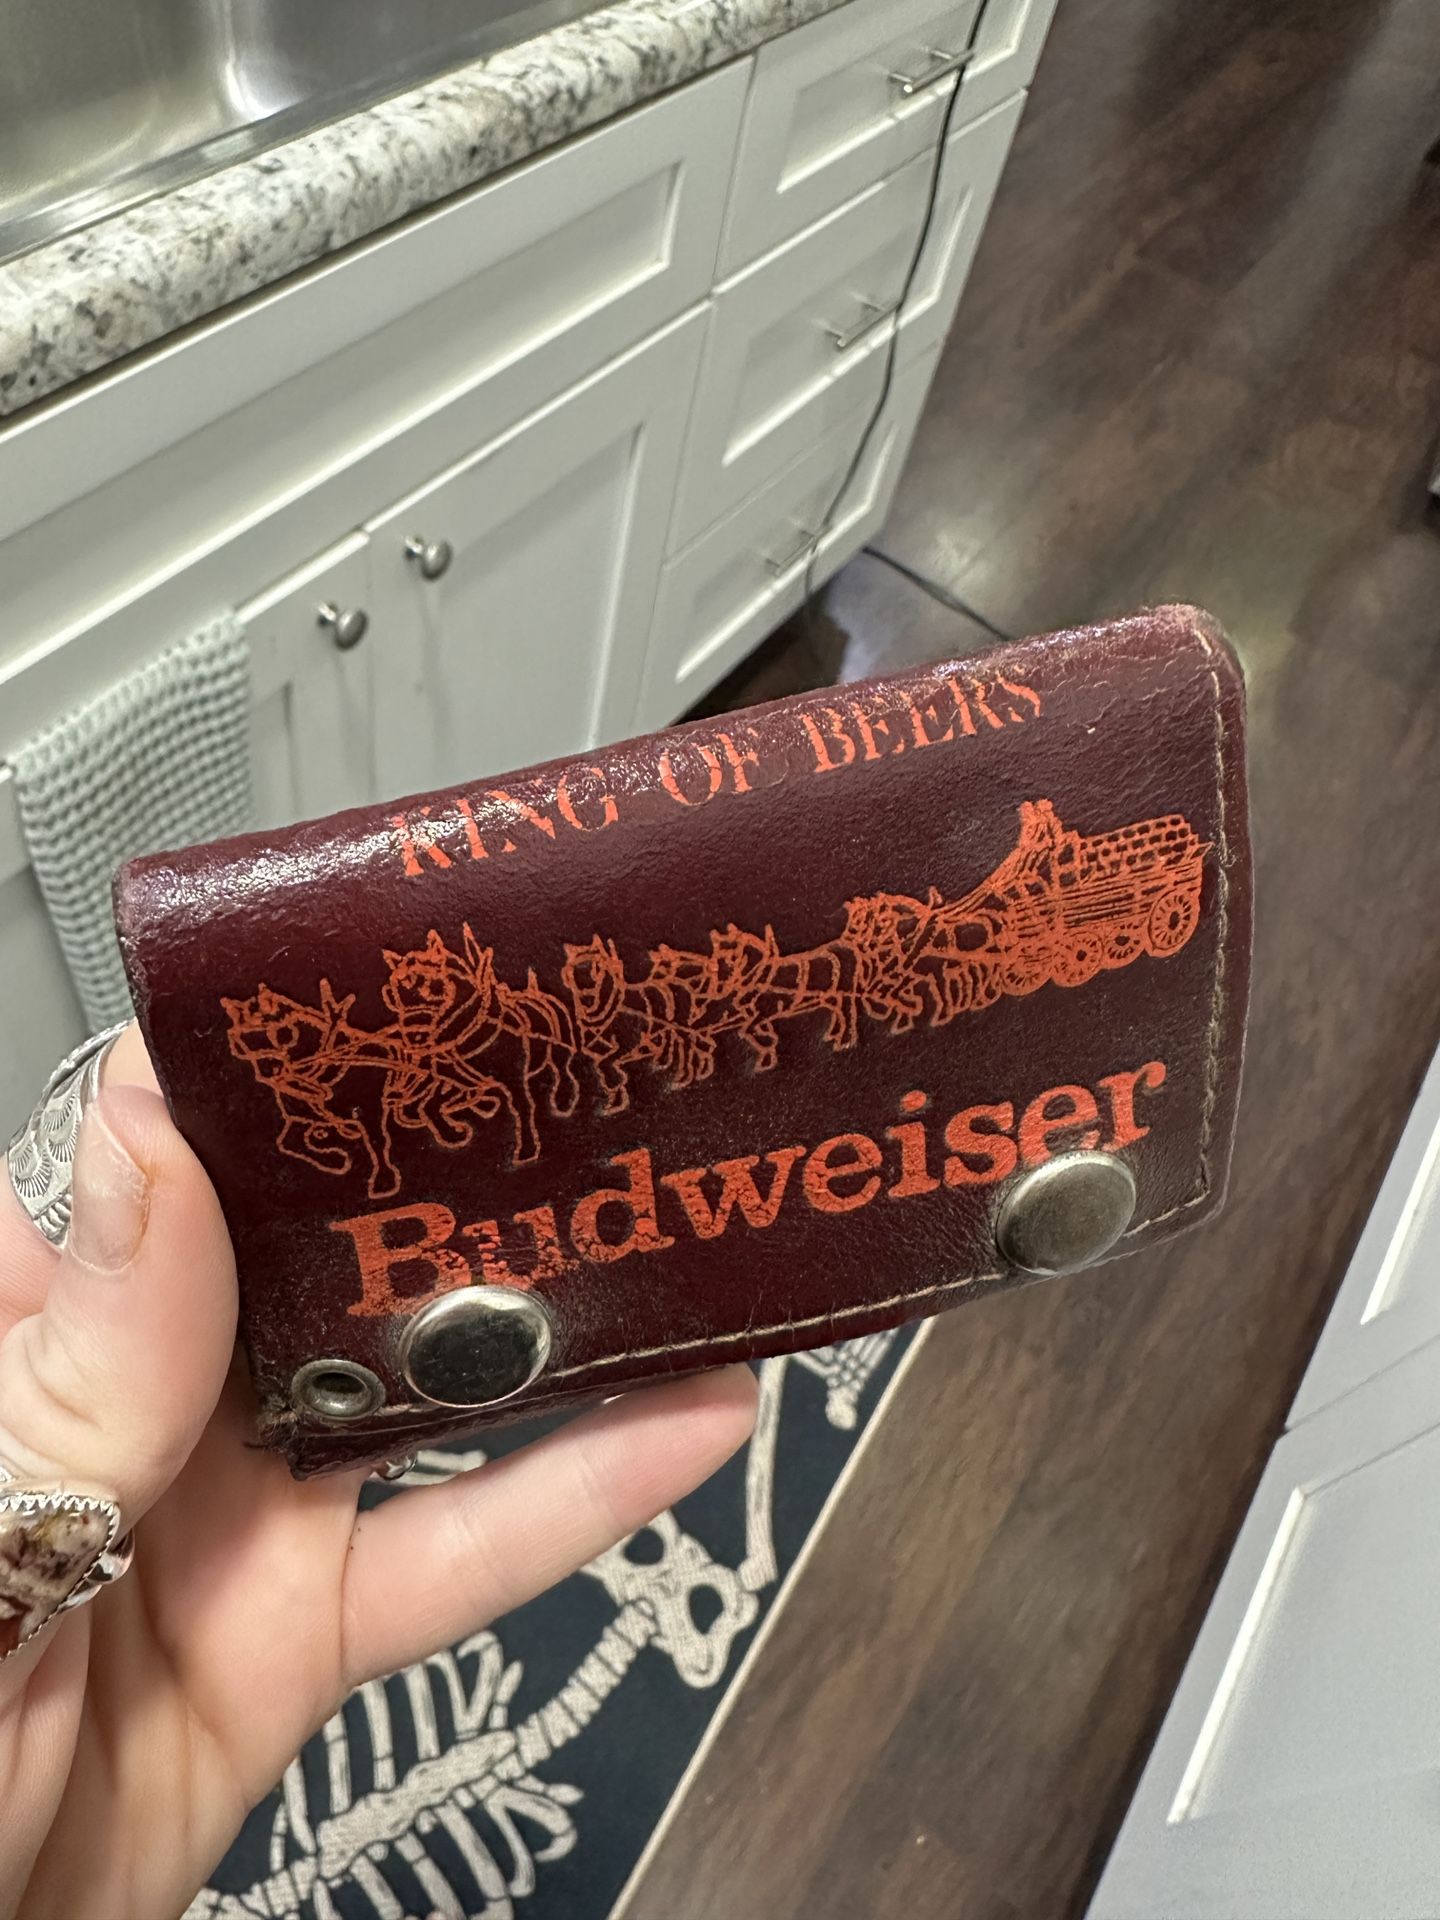 KING OF BEERS
Budweiser